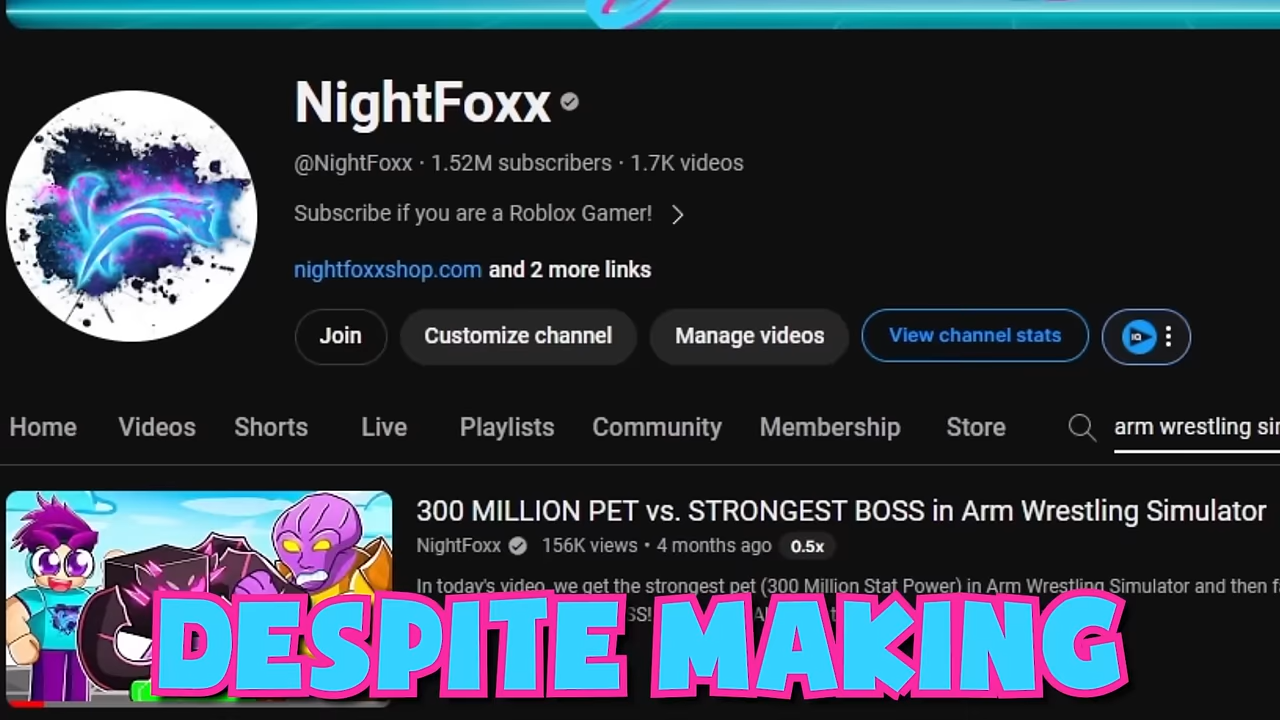 NightFoxx
@NightFoxx · 1.52M subscribers · 1.7K videos
Subscribe if you are a Roblox Gamer!
nightfoxxshop.com and 2 more links
Join Customize channel Manage videos View channel stats IQ
Home Videos Shorts Live Playlists Community Membership Store arm wrestling sin
300 MILLION PET vs. STRONGEST BOSS in Arm Wrestling Simulator
NightFoxx 156K views • 4 months ago 0.5x
In today's video, we get the strongest pet (300 Million Stat Power) in Arm Wrestling Simulator and then f
DESPITE MAKING